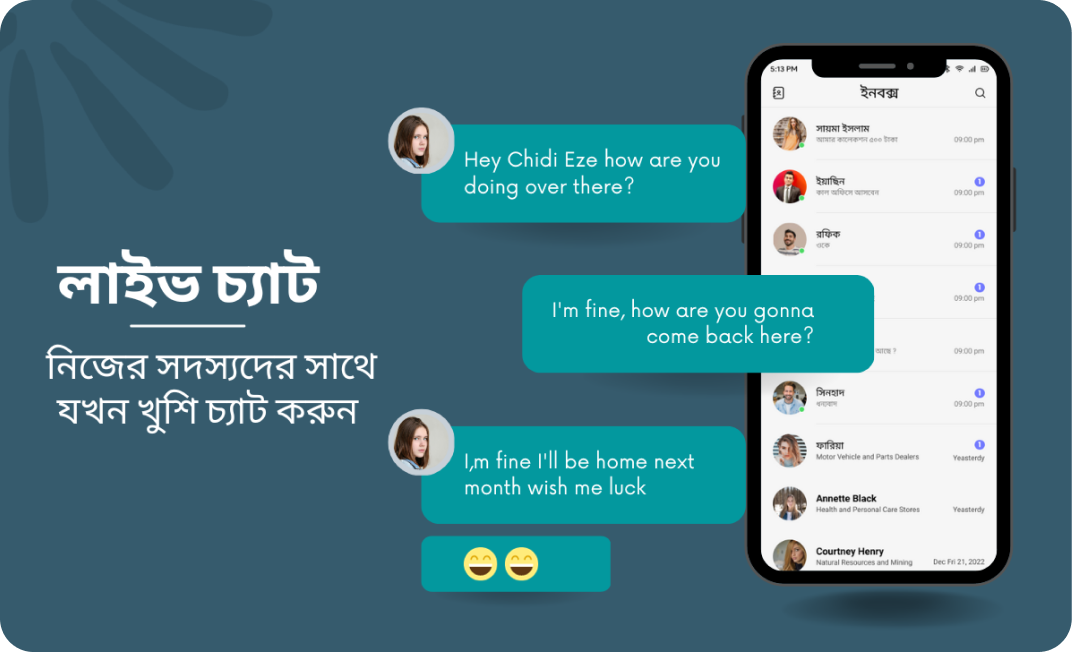 লাইভ চ্যাট
নিজের সদস্যদের সাথে
যখন খুশি চ্যাট করুন
Hey Chidi Eze how are you
doing over there?
I'm fine, how are you gonna
come back here?
I,m fine I'll be home next
month wish me luck
5:13 PM
ইনবক্স
সায়মা ইসলাম
আমার কালেকশন ৫০০ টাকা
09:00 pm
ইয়াছিন
1
কাল অফিসে আসবেন
09:00 pm
রফিক
1
ওকে
09:00 pm
1
09:00 pm
আছে ?
09:00 pm
সিনহাদ
1
ধন্যবাদ
09:00 pm
ফারিয়া
1
Motor Vehicle and Parts Dealers
Yeasterdy
Annette Black
Health and Personal Care Stores
Yeasterdy
Courtney Henry
Natural Resources and Mining
Dec Fri 21, 2022